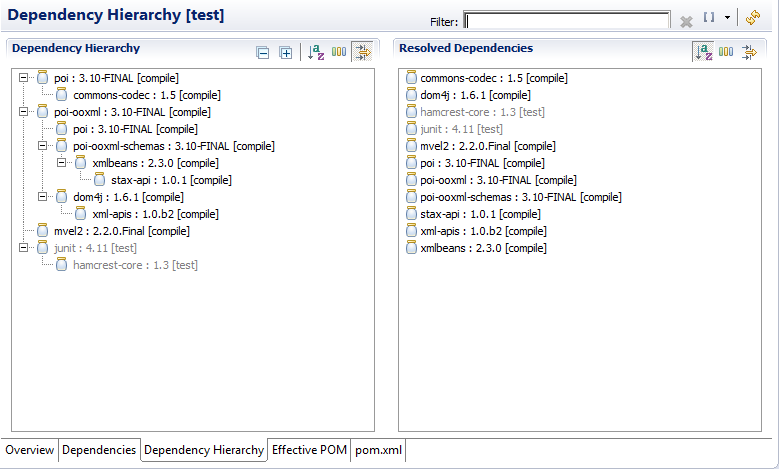 Dependency Hierarchy [test]
Filter:
Dependency Hierarchy
poi : 3.10-FINAL [compile]
commons-codec : 1.5 [compile]
poi-ooxml : 3.10-FINAL [compile]
poi : 3.10-FINAL [compile]
poi-ooxml-schemas : 3.10-FINAL [compile]
xmlbeans : 2.3.0 [compile]
stax-api : 1.0.1 [compile]
dom4j : 1.6.1 [compile]
xml-apis : 1.0.b2 [compile]
mvel2 : 2.2.0.Final [compile]
junit : 4.11 [test]
hamcrest-core : 1.3 [test]
Resolved Dependencies
commons-codec : 1.5 [compile]
dom4j : 1.6.1 [compile]
hamcrest-core : 1.3 [test]
junit : 4.11 [test]
mvel2 : 2.2.0.Final [compile]
poi : 3.10-FINAL [compile]
poi-ooxml : 3.10-FINAL [compile]
poi-ooxml-schemas : 3.10-FINAL [compile]
stax-api : 1.0.1 [compile]
xml-apis : 1.0.b2 [compile]
xmlbeans : 2.3.0 [compile]
Overview Dependencies Dependency Hierarchy Effective POM pom.xml